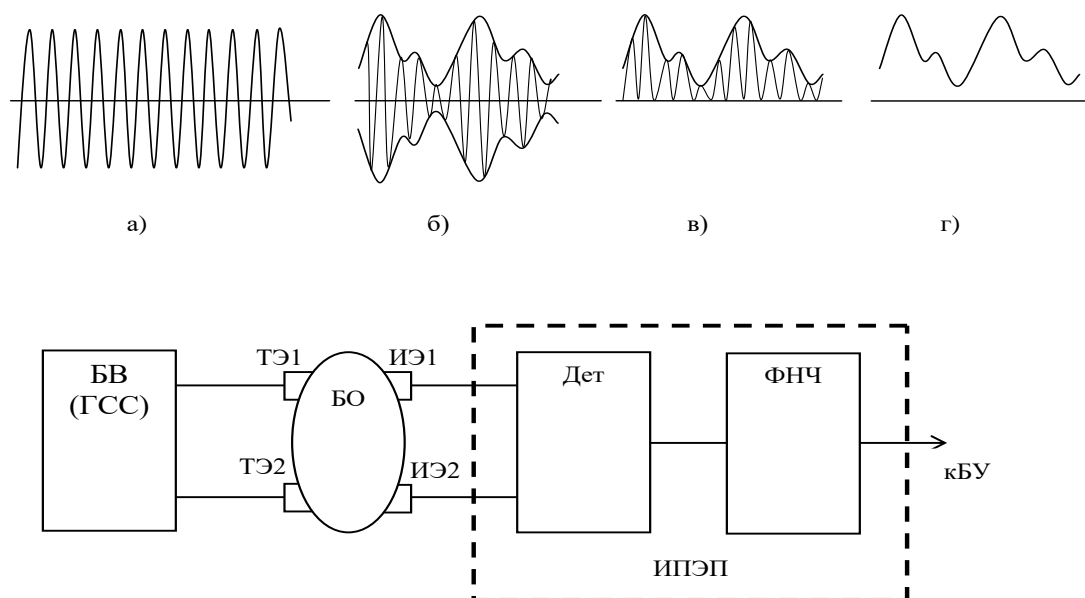 а)
б)
в)
г)
БВ
(ГСС)
ТЭ1
ИЭ1
БО
Дет
ФНЧ
ТЭ2
ИЭ2
кБУ
ИПЭП